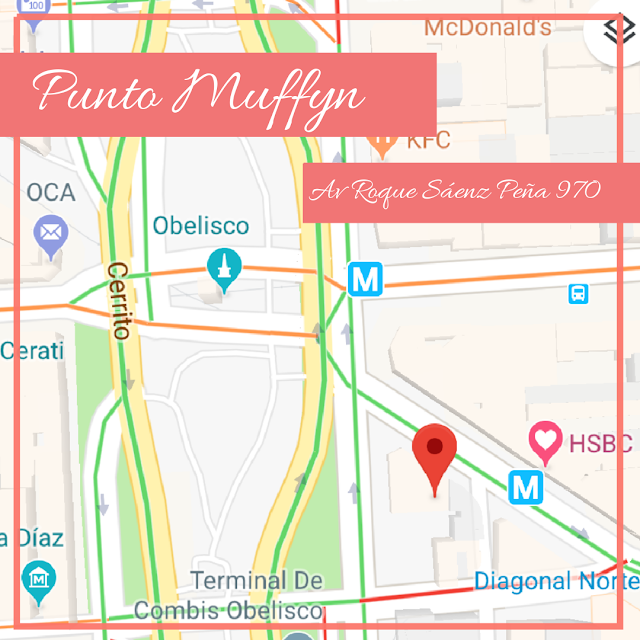 100
McDonald's
Punto Muffyn
KFC
Av Roque Sáenz Peña 970
OCA
Obelisco
M
Cerrito
Cerati
HSBC
M
a Díaz
Terminal De
Combis Obelisco
Diagonal Norte